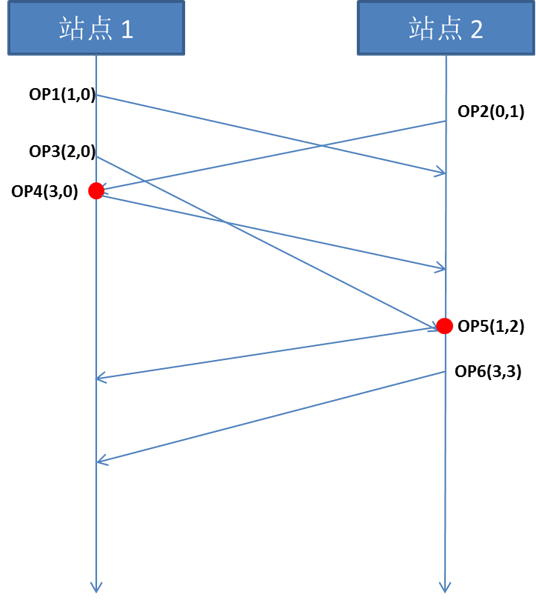 站点 1
站点 2
OP1(1,0)
OP2(0,1)
OP3(2,0)
OP4(3,0)
OP5(1,2)
OP6(3,3)